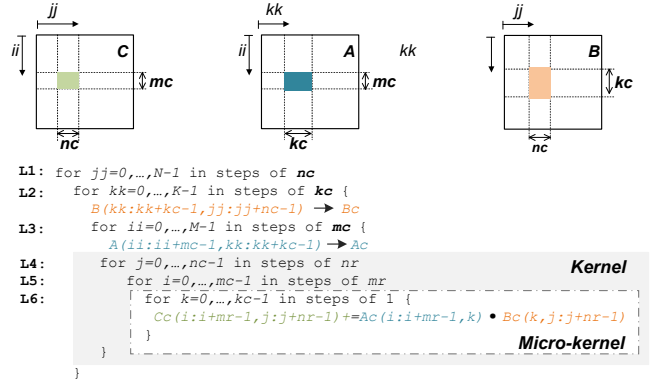 jj kk jj
ii C ii A kk B
mc mc kc
nc kc nc
L1: for jj=0,…,N-1 in steps of nc
L2: for kk=0,…,K-1 in steps of kc {
B(kk:kk+kc-1,jj:jj+nc-1) → Bc
L3: for ii=0,…,M-1 in steps of mc {
A(ii:ii+mc-1,kk:kk+kc-1) → Ac
L4: for j=0,…,nc-1 in steps of nr Kernel
L5: for i=0,…,mc-1 in steps of mr
L6: for k=0,…,kc-1 in steps of 1 {
Cc(i:i+mr-1,j:j+nr-1)+=Ac(i:i+mr-1,k) • Bc(k,j:j+nr-1)
}
} Micro-kernel
}